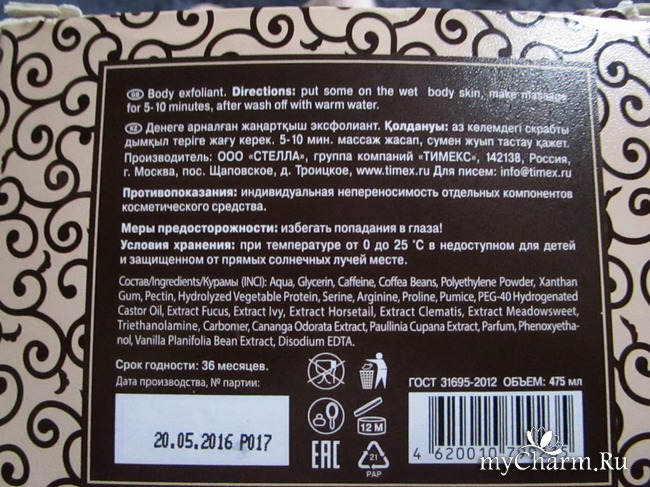 GB Body exfoliant. Directions: put some on the wet body skin, make massage
for 5-10 minutes, after wash off with warm water.
KZ Денеге арналған жаңартқыш эксфолиант. Қолдануы: аз көлемдегі скрабты
дымқыл теріге жағу керек. 5-10 мин. массаж жасап, сумен жуып тастау қажет.
Производитель: ООО «СТЕЛЛА», группа компаний «ТИМЕКС», 142138, Россия,
г. Москва, пос. Щаповское, д. Троицкое, www.timex.ru Для писем: info@timex.ru
Противопоказания: индивидуальная непереносимость отдельных компонентов
косметического средства.
Меры предосторожности: избегать попадания в глаза!
Условия хранения: при температуре от 0 до 25 °С в недоступном для детей
и защищенном от прямых солнечных лучей месте.
Состав/Ingredients/Курамы (INCI): Aqua, Glycerin, Caffeine, Coffea Beans, Polyethylene Powder, Xanthan
Gum, Pectin, Hydrolyzed Vegetable Protein, Serine, Arginine, Proline, Pumice, PEG-40 Hydrogenated
Castor Oil, Extract Fucus, Extract Ivy, Extract Horsetail, Extract Clematis, Extract Meadowsweet,
Triethanolamine, Carbomer, Cananga Odorata Extract, Paullinia Cupana Extract, Parfum, Phenoxyetha-
nol, Vanilla Planifolia Bean Extract, Disodium EDTA.
Срок годности: 36 месяцев.
Дата производства, № партии:
ГОСТ 31695-2012 ОБЪЕМ: 475 мл
20.05.2016 P017
12 M
EAC
21
PAP
4 620010
myCharm.Ru